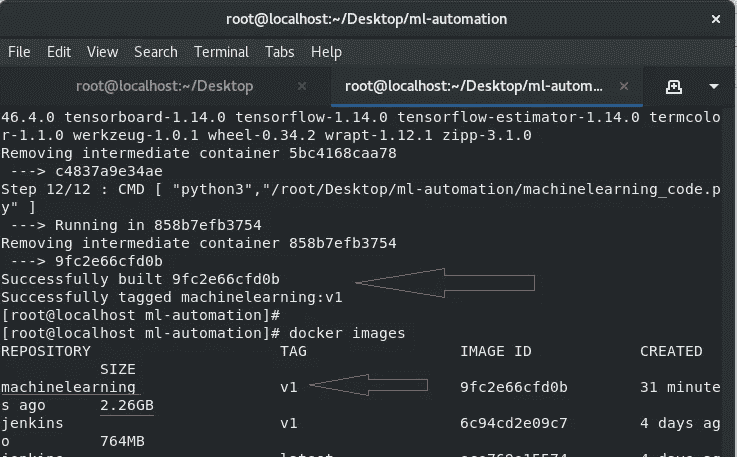 root@localhost:~/Desktop/ml-automation
File Edit View Search Terminal Tabs Help
root@localhost:~/Desktop × root@localhost:~/Desktop/ml-autom... ×
46.4.0 tensorboard-1.14.0 tensorflow-1.14.0 tensorflow-estimator-1.14.0 termcolo
r-1.1.0 werkzeug-1.0.1 wheel-0.34.2 wrapt-1.12.1 zipp-3.1.0
Removing intermediate container 5bc4168caa78
---> c4837a9e34ae
Step 12/12 : CMD [ "python3","/root/Desktop/ml-automation/machinelearning_code.p
y" ]
---> Running in 858b7efb3754
Removing intermediate container 858b7efb3754
---> 9fc2e66cfd0b
Successfully built 9fc2e66cfd0b
Successfully tagged machinelearning:v1
[root@localhost ml-automation]#
[root@localhost ml-automation]# docker images
REPOSITORY TAG IMAGE ID CREATED
SIZE
machinelearning v1 9fc2e66cfd0b 31 minute
s ago 2.26GB
jenkins v1 6c94cd2e09c7 4 days ag
o 764MB